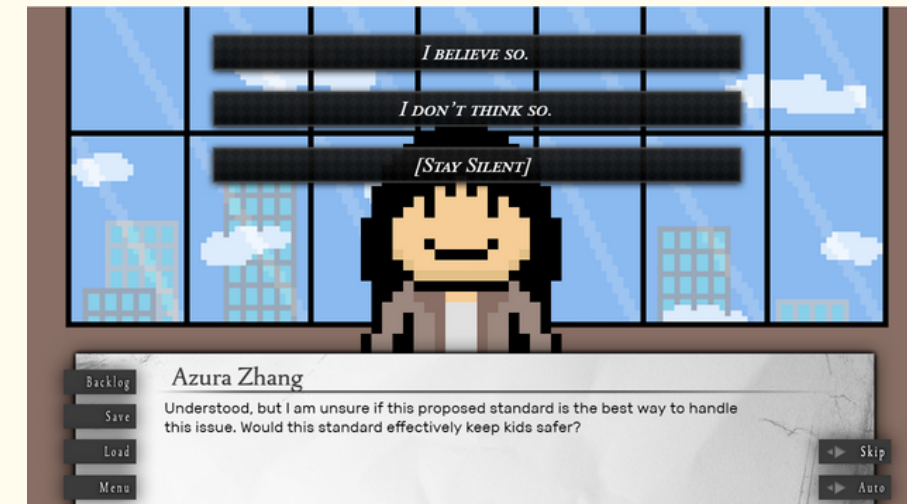 I BELIEVE SO.
I DON'T THINK SO.
[STAY SILENT]
Azura Zhang
Understood, but I am unsure if this proposed standard is the best way to handle
this issue. Would this standard effectively keep kids safer?
Backlog
Save
Load
Menu
Skip
Auto